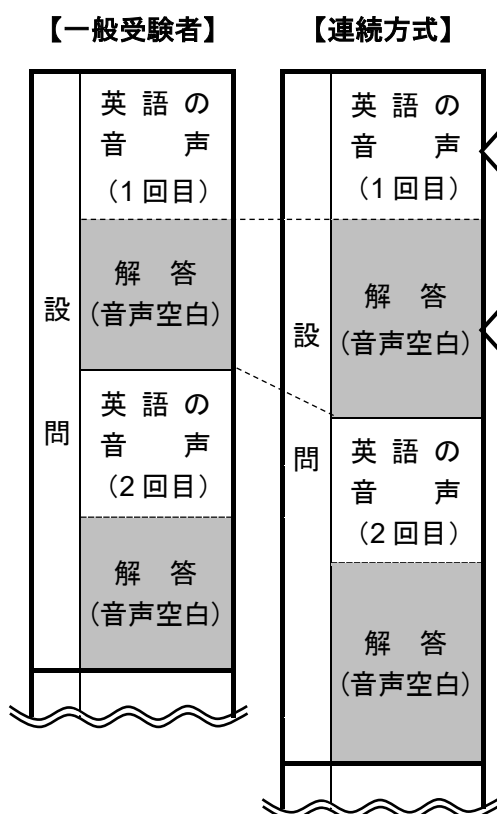 【一般受験者】
設
問
英語の
音声
（1回目）
解答
（音声空白）
英語の
音声
（2回目）
解答
（音声空白）
【連続方式】
設
問
英語の
音声
（1回目）
解答
（音声空白）
英語の
音声
（2回目）
解答
（音声空白）